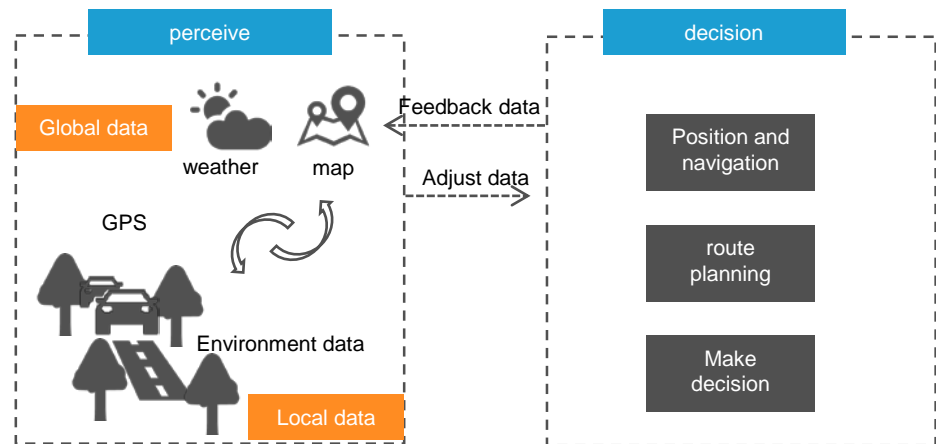 perceive
decision
Global data
weather
map
Feedback data
Adjust data
GPS
Environment data
Local data
Position and
navigation
route
planning
Make
decision